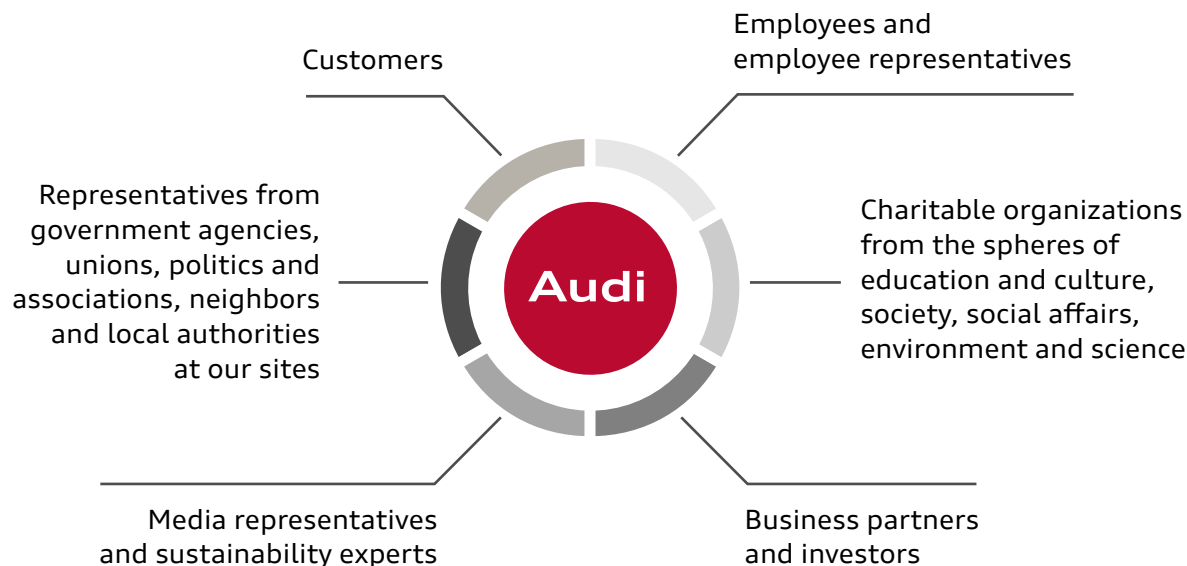 Customers
Employees and
employee representatives
Representatives from
government agencies,
unions, politics and
associations, neighbors
and local authorities
at our sites
Audi
Charitable organizations
from the spheres of
education and culture,
society, social affairs,
environment and science
Media representatives
and sustainability experts
Business partners
and investors